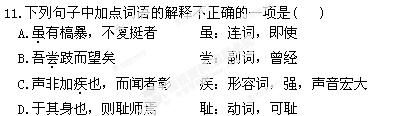 11.下列句子中加点词语的解释不正确的一项是(    )
A.虽有槁暴，不复挺者    虽:连词，即使
B.吾尝跂而望矣    尝:副词，曾经
C.声非加疾也，而闻者彰    疾:形容词，强，声音宏大
D.于其身也，则耻师焉    耻:动词，可耻